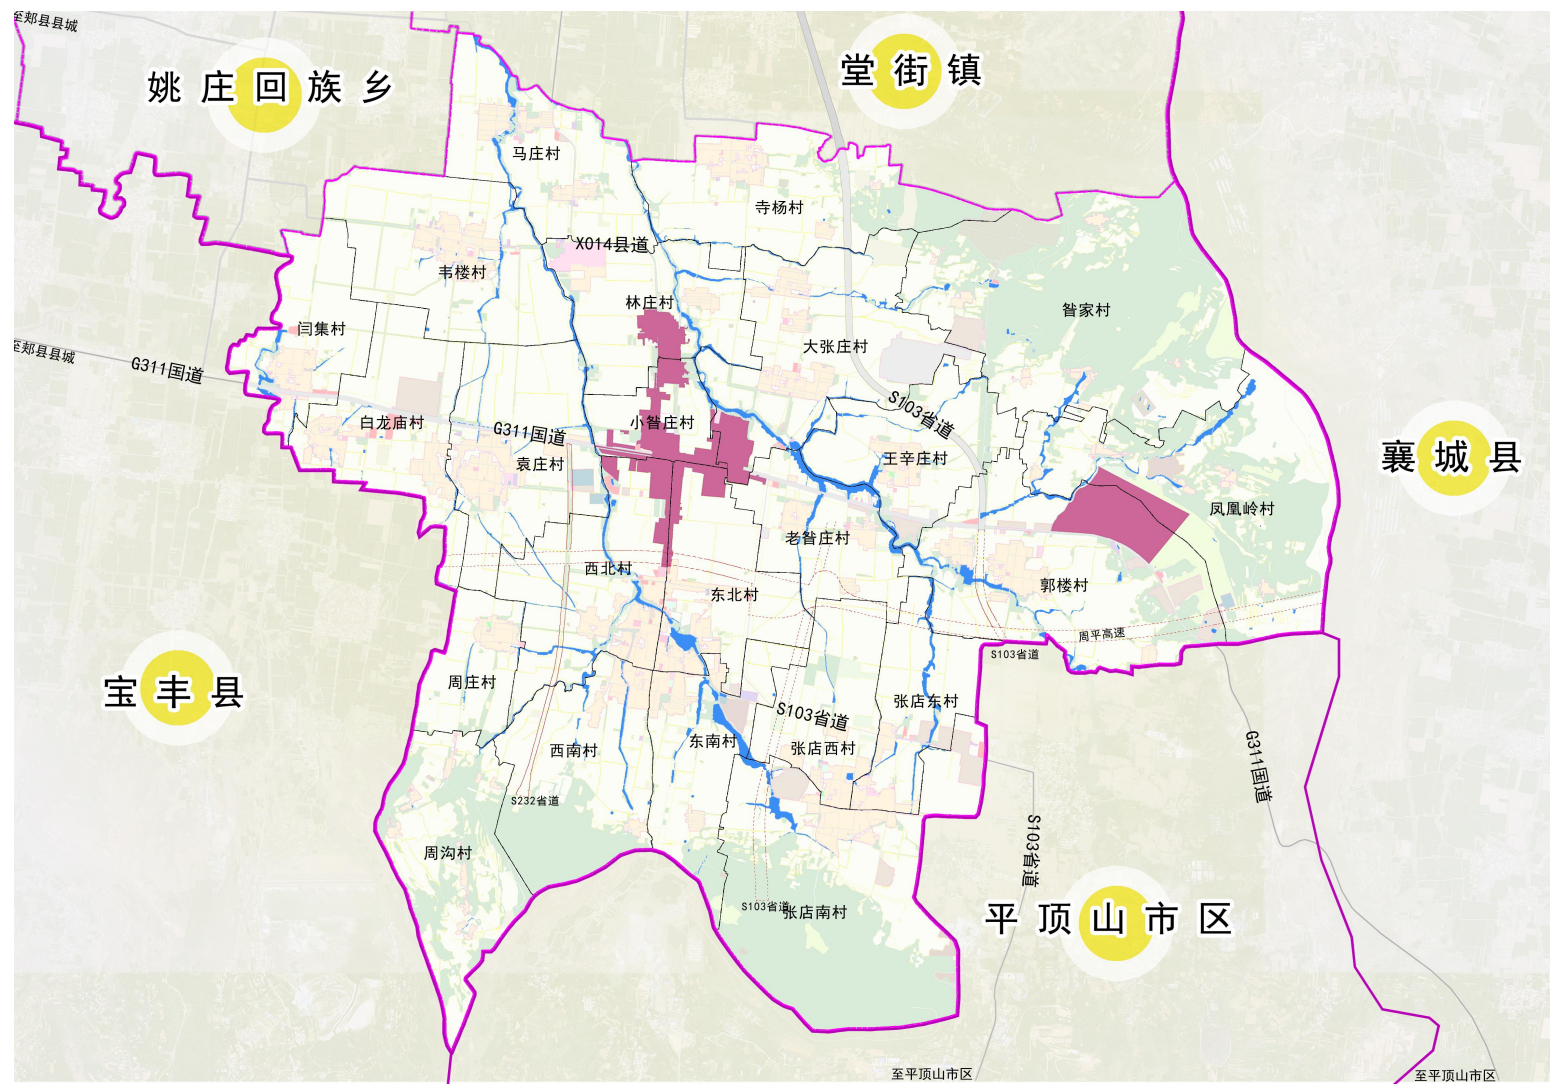 至郏县县城
姚庄回族乡
堂街镇
马庄村
寺杨村
X014县道
韦楼村
林庄村
昝家村
闫集村
大张庄村
至郏县县城
G311国道
S103省道
白龙庙村
小昝庄村
G311国道
袁庄村
王辛庄村
襄城县
凤凰岭村
老昝庄村
西北村
东北村
郭楼村
周平高速
S103省道
宝丰县
周庄村
张店东村
S103省道
西南村
东南村
张店西村
G311国道
S232省道
周沟村
S103省道
S103省道
张店南村
平顶山市区
至平顶山市区
至平顶山市区